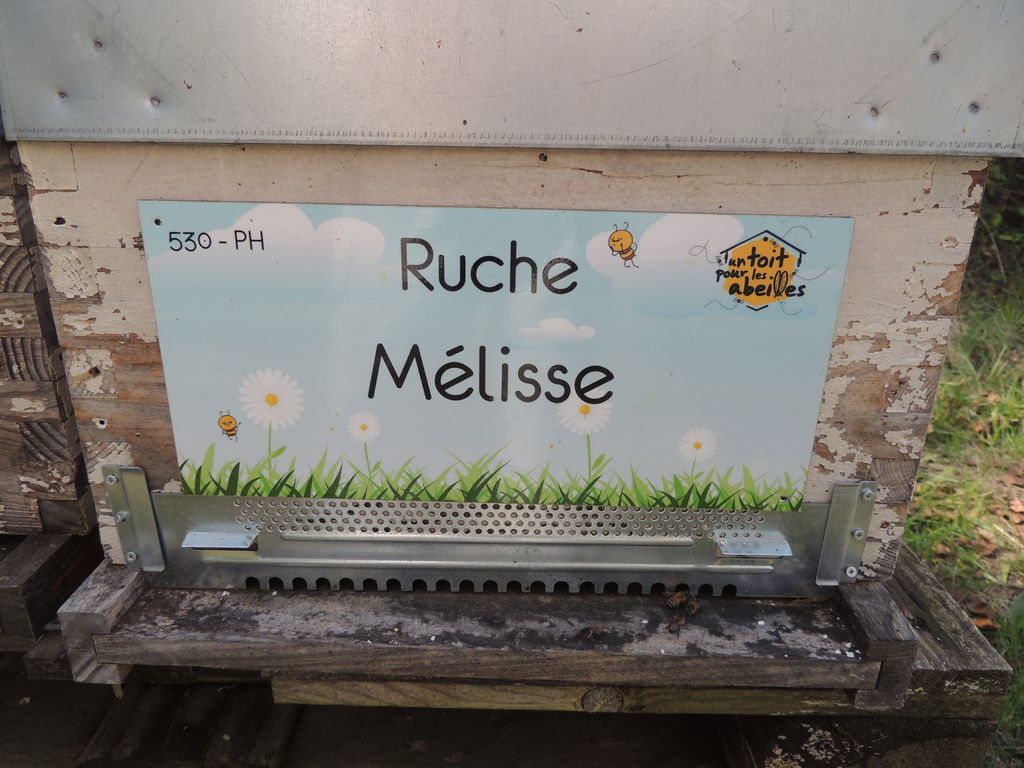 530 - PH
Ruche
Mélisse
un toit
pour les
abeilles